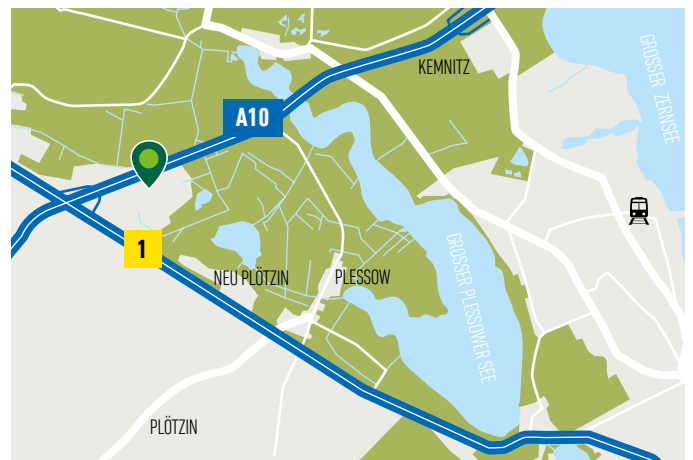 KEMNITZ
GROSSER ZERNSEE
A10
1
NEU PLÖTZIN
PLESSOW
GROSSER PLESSOWER SEE
PLÖTZIN